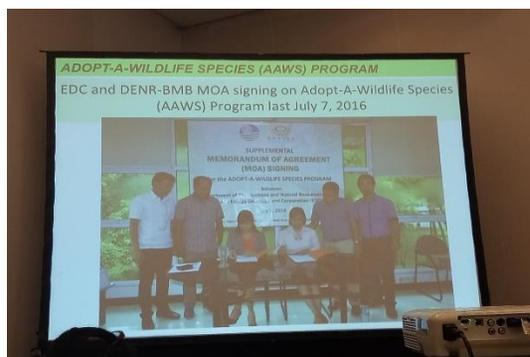 ADOPT-A-WILDLIFE SPECIES (AAWS) PROGRAM
EDC and DENR-BMB MOA signing on Adopt-A-Wildlife Species
(AAWS) Program last July 7, 2016
SUPPLEMENTAL
MEMORANDUM OF AGREEMENT
(MOA) SIGNING
the ADOPT-A-WILDLIFE SPECIES PROGRAM
between